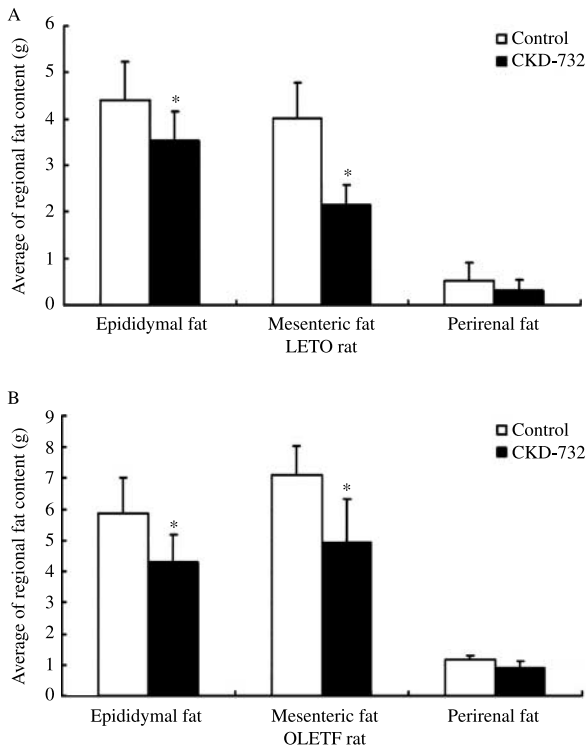 A
Average of regional fat content (g)
6
5
4
3
2
1
0
Control
CKD-732
*
*
Epididymal fat
Mesenteric fat
Perirenal fat
LETO rat
B
Average of regional fat content (g)
9
8
7
6
5
4
3
2
1
0
Control
CKD-732
*
*
Epididymal fat
Mesenteric fat
Perirenal fat
OLETF rat